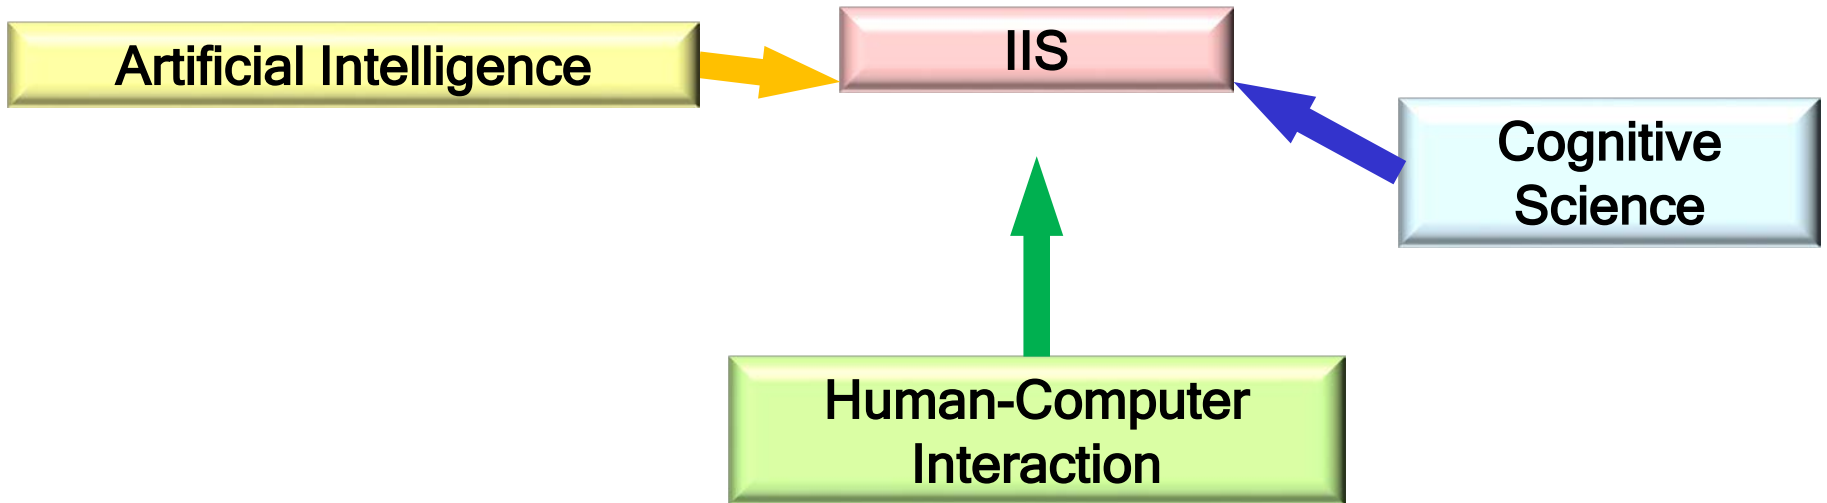 Artificial Intelligence
IIS
Cognitive
Science
Human-Computer
Interaction